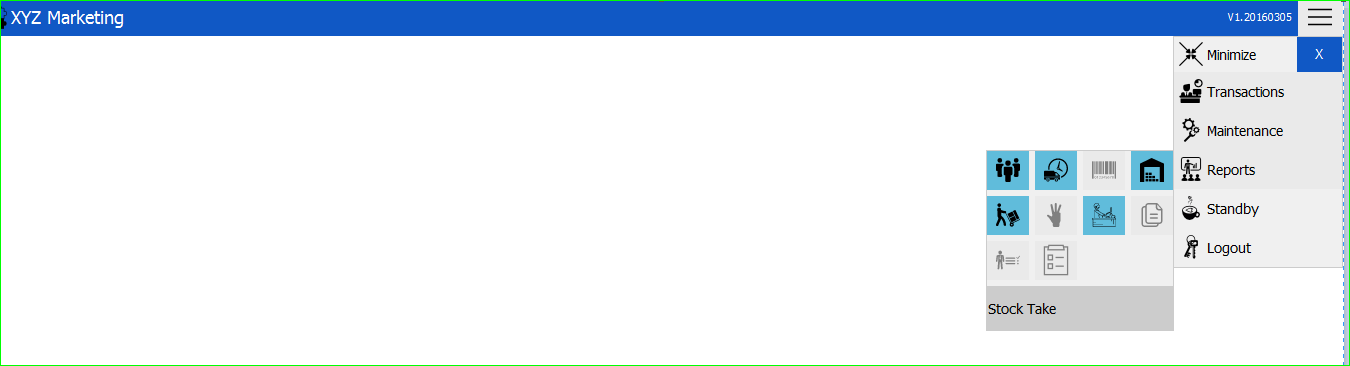 XYZ Marketing
V1.20160305
Minimize
X
Transactions
Maintenance
Reports
Standby
Logout
Stock Take